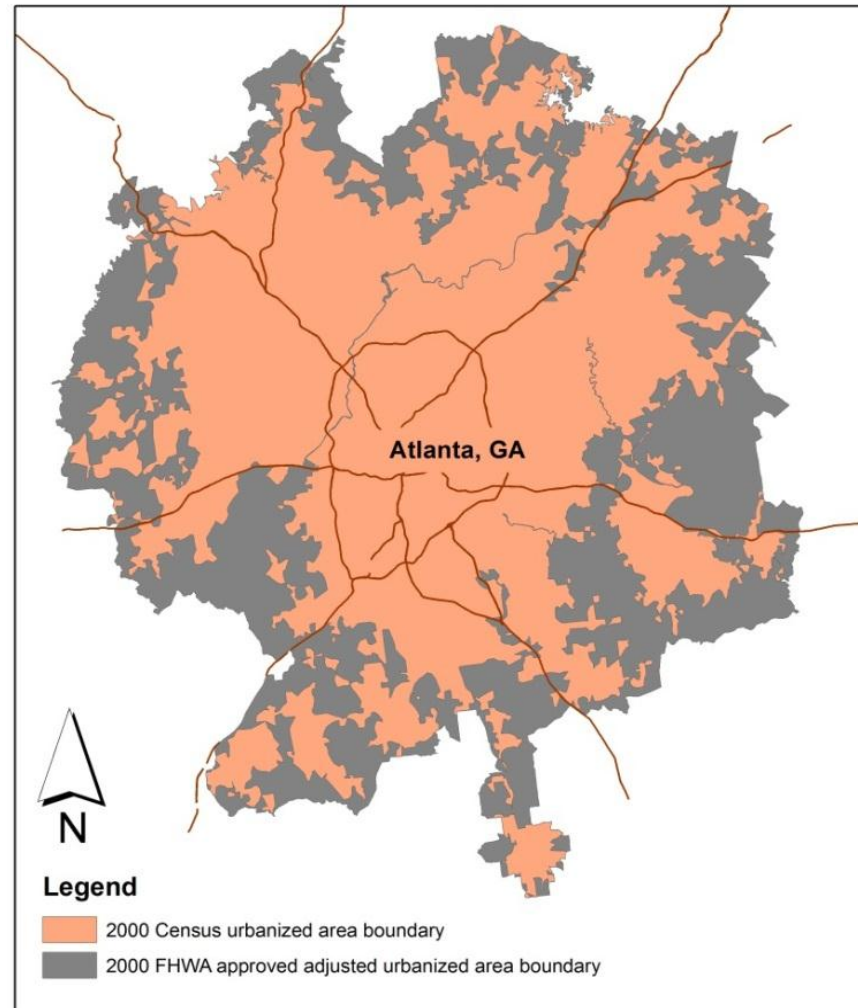 Atlanta, GA
N
Legend
2000 Census urbanized area boundary
2000 FHWA approved adjusted urbanized area boundary